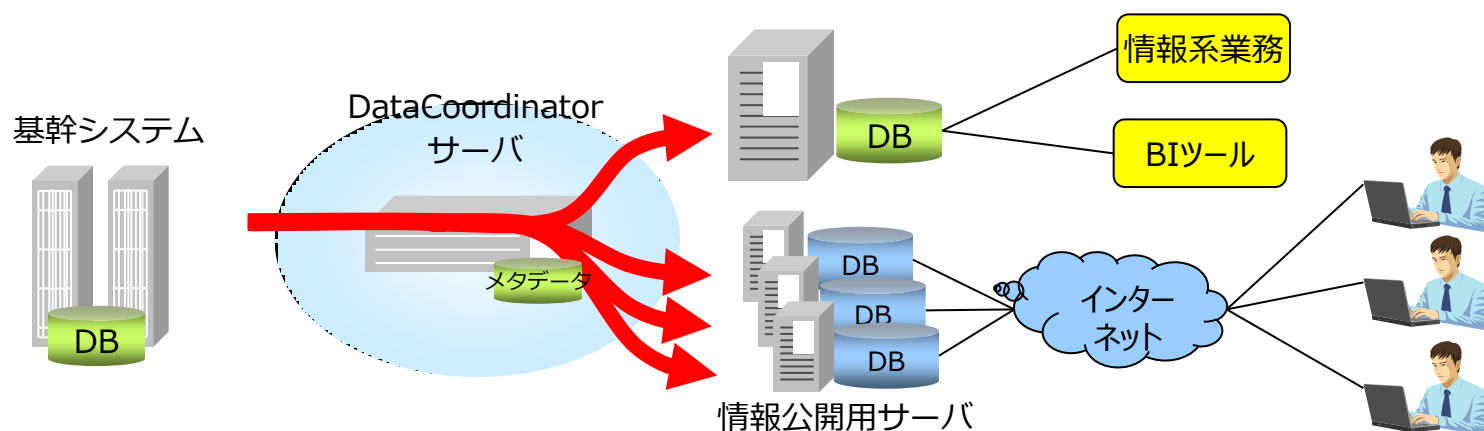 基幹システム
DB
DataCoordinator
サーバ
メタデータ
DB
情報系業務
BIツール
DB
DB
DB
情報公開用サーバ
インター
ネット